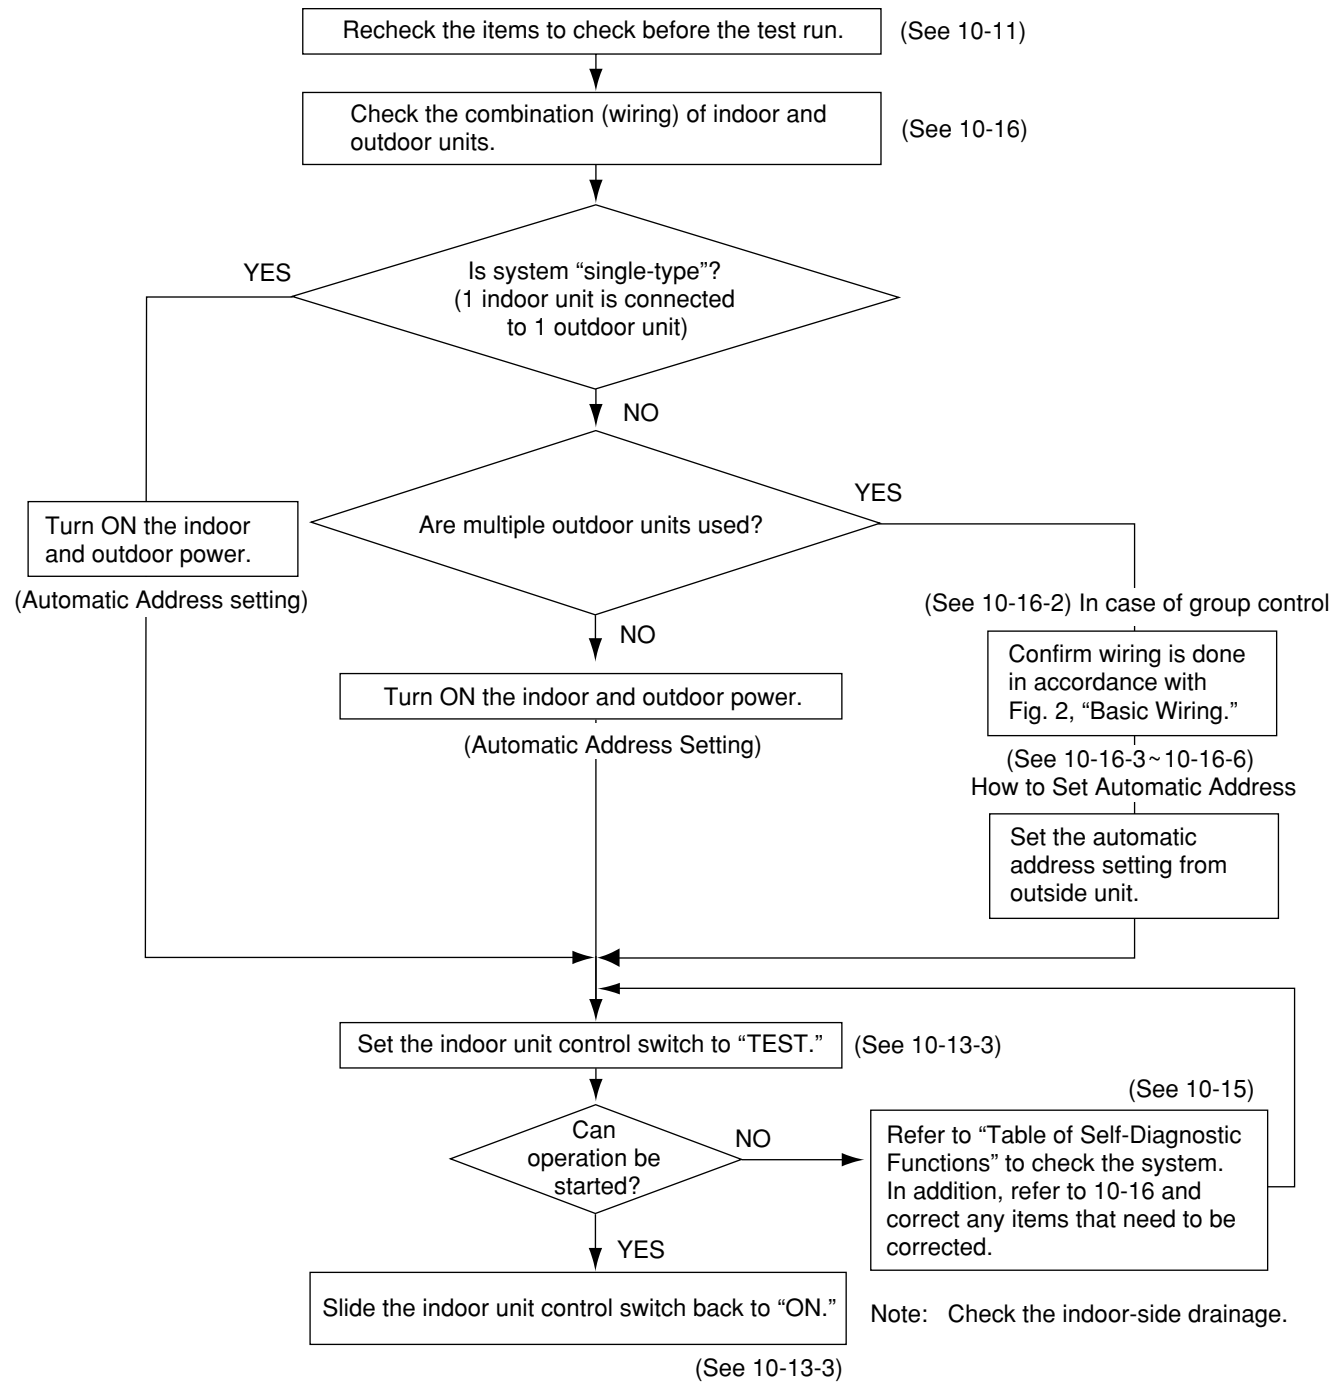 Recheck the items to check before the test run.
(See 10-11)
Check the combination (wiring) of indoor and
outdoor units.
(See 10-16)
YES
Is system “single-type”?
(1 indoor unit is connected
to 1 outdoor unit)
NO
YES
Are multiple outdoor units used?
Turn ON the indoor
and outdoor power.
(Automatic Address setting)
NO
Turn ON the indoor and outdoor power.
(Automatic Address Setting)
(See 10-16-2) In case of group control
Confirm wiring is done
in accordance with
Fig. 2, “Basic Wiring.”
(See 10-16-3~10-16-6)
How to Set Automatic Address
Set the automatic
address setting from
outside unit.
Set the indoor unit control switch to “TEST.”
(See 10-13-3)
Can
operation be
started?
NO
(See 10-15)
Refer to “Table of Self-Diagnostic
Functions” to check the system.
In addition, refer to 10-16 and
correct any items that need to be
corrected.
YES
Slide the indoor unit control switch back to “ON.”
(See 10-13-3)
Note: Check the indoor-side drainage.